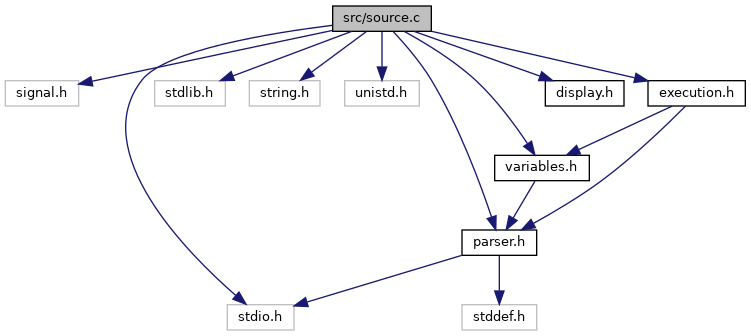 src/source.c
signal.h
stdlib.h
string.h
unistd.h
display.h
execution.h
variables.h
parser.h
stdio.h
stddef.h